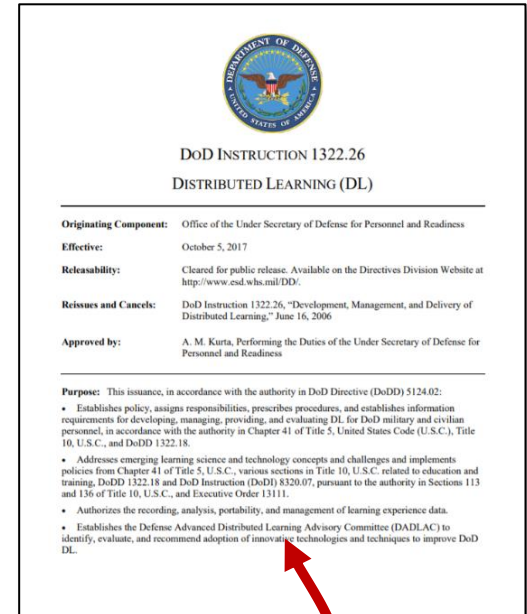 DEPARTMENT OF DEFENSE
UNITED STATES OF AMERICA
DOD INSTRUCTION 1322.26
DISTRIBUTED LEARNING (DL)
Originating Component: Office of the Under Secretary of Defense for Personnel and Readiness
Effective: October 5, 2017
Releasability: Cleared for public release. Available on the Directives Division Website at
http://www.esd.whs.mil/DD/.
Reissues and Cancels: DoD Instruction 1322.26, “Development, Management, and Delivery of
Distributed Learning,” June 16, 2006
Approved by: A. M. Kurta, Performing the Duties of the Under Secretary of Defense for
Personnel and Readiness
Purpose: This issuance, in accordance with the authority in DoD Directive (DoDD) 5124.02:
• Establishes policy, assigns responsibilities, prescribes procedures, and establishes information
requirements for developing, managing, providing, and evaluating DL for DoD military and civilian
personnel, in accordance with the authority in Chapter 41 of Title 5, United States Code (U.S.C.), Title
10, U.S.C., and DoDD 1322.18.
• Addresses emerging learning science and technology concepts and challenges and implements
policies from Chapter 41 of Title 5, U.S.C., various sections in Title 10, U.S.C. related to education and
training, DoDD 1322.18 and DoD Instruction (DoDI) 8320.07, pursuant to the authority in Sections 113
and 136 of Title 10, U.S.C., and Executive Order 13111.
• Authorizes the recording, analysis, portability, and management of learning experience data.
• Establishes the Defense Advanced Distributed Learning Advisory Committee (DADLAC) to
identify, evaluate, and recommend adoption of innovative technologies and techniques to improve DoD
DL.